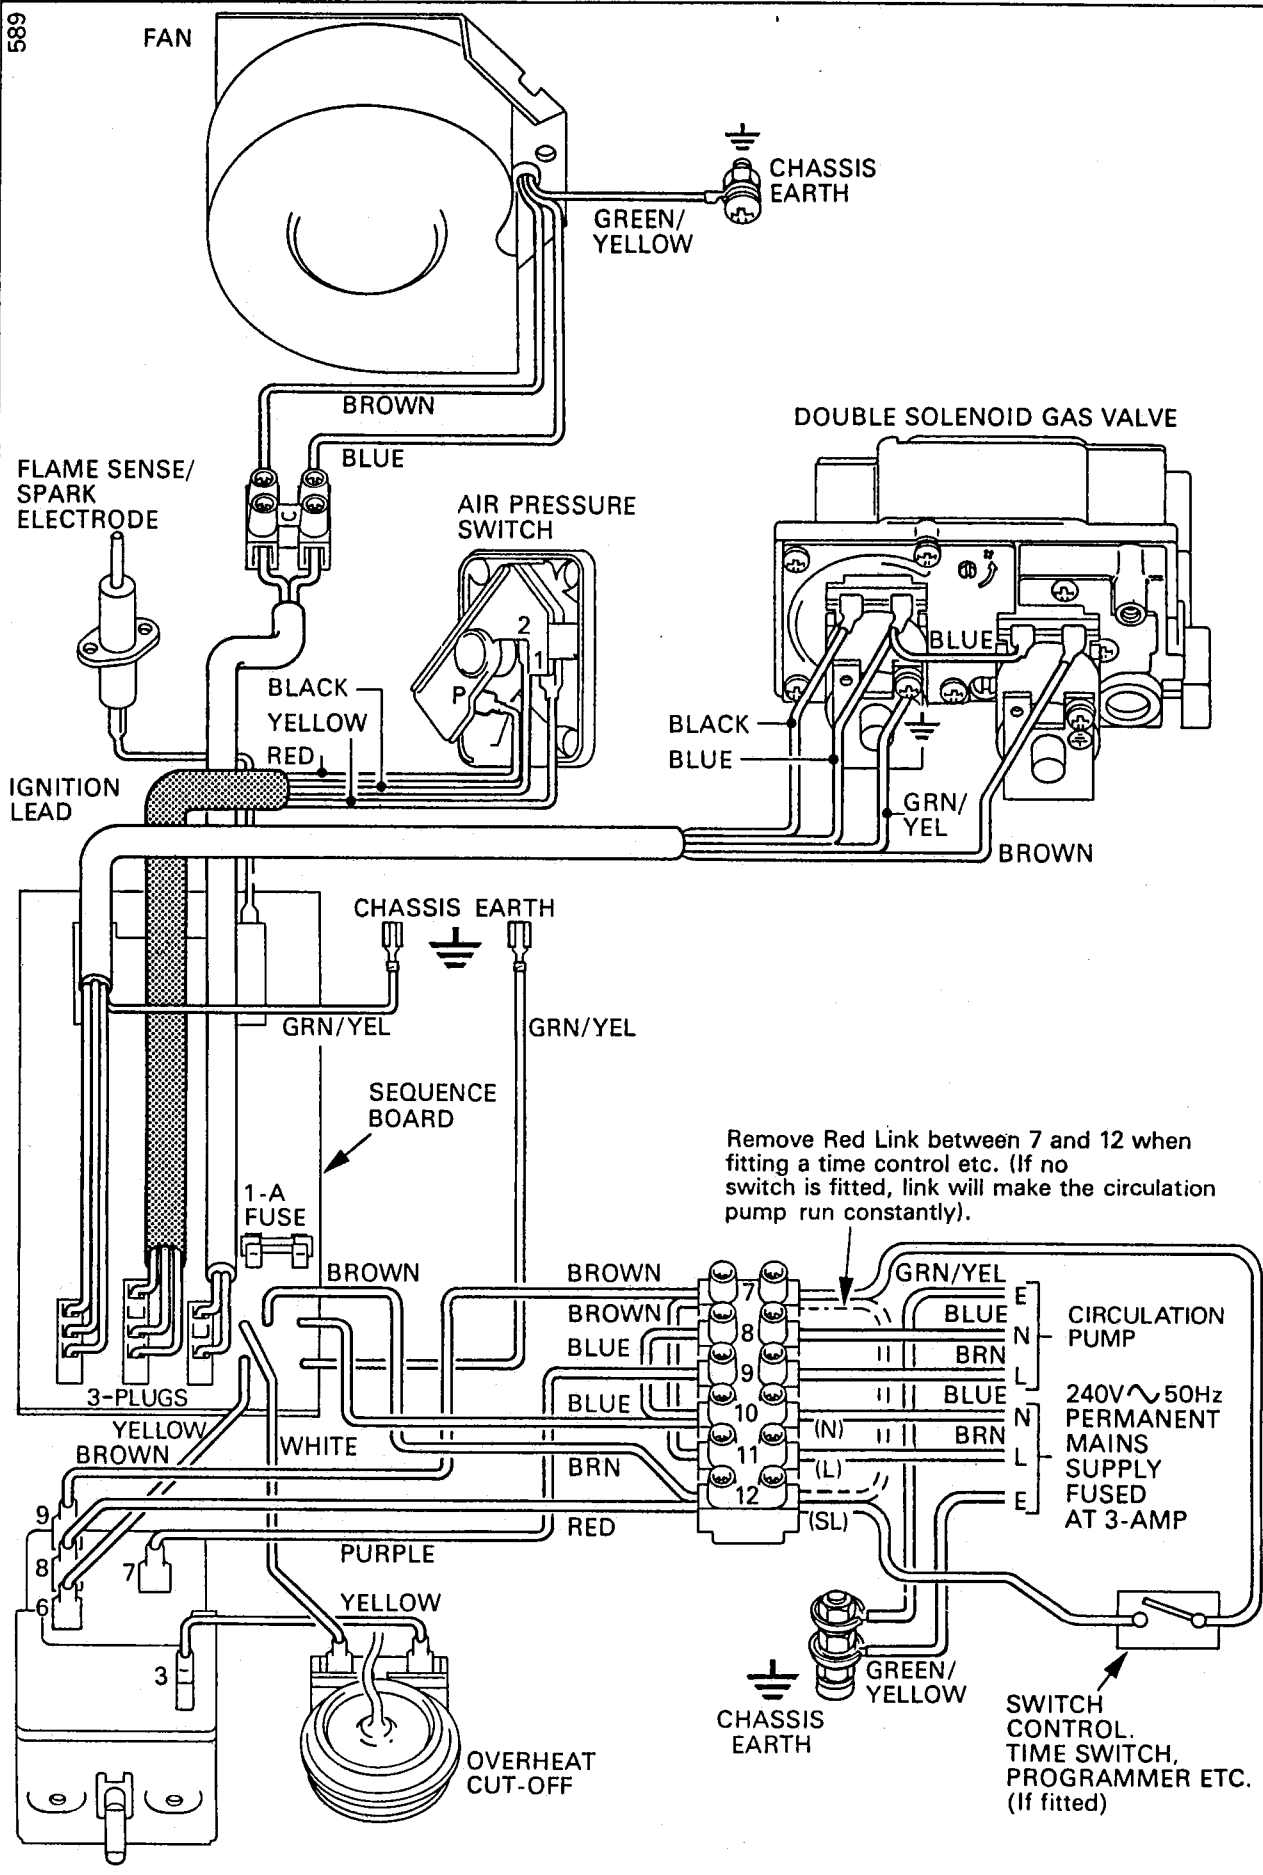 589
FAN
CHASSIS
EARTH
GREEN/
YELLOW
BROWN
BLUE
DOUBLE SOLENOID GAS VALVE
FLAME SENSE/
SPARK
ELECTRODE
C
AIR PRESSURE
SWITCH
2
1
P
BLUE
BLACK
YELLOW
RED
BLACK
BLUE
IGNITION
LEAD
GRN/
YEL
BROWN
CHASSIS EARTH
GRN/YEL
GRN/YEL
SEQUENCE
BOARD
Remove Red Link between 7 and 12 when
fitting a time control etc. (If no
switch is fitted, link will make the circulation
pump run constantly).
1-A
FUSE
BROWN
BROWN
7
GRN/YEL
E
BROWN
BLUE
CIRCULATION
PUMP
8
N
BLUE
BRN
9
L
3-PLUGS
BLUE
10
BLUE
N
(N)
240V∿50Hz
PERMANENT
MAINS
SUPPLY
FUSED
AT 3-AMP
YELLOW
WHITE
BROWN
BRN
11
BRN
L
(L)
12
E
9
RED
(SL)
PURPLE
8
7
6
YELLOW
3
GREEN/
YELLOW
CHASSIS
EARTH
SWITCH
CONTROL.
TIME SWITCH,
PROGRAMMER ETC.
(If fitted)
OVERHEAT
CUT-OFF